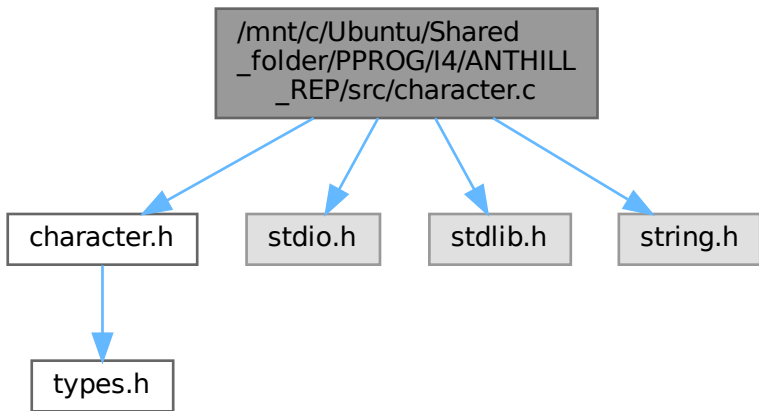 /mnt/c/Ubuntu/Shared
_folder/PPROG/I4/ANTHILL
_REP/src/character.c
character.h
stdio.h
stdlib.h
string.h
types.h